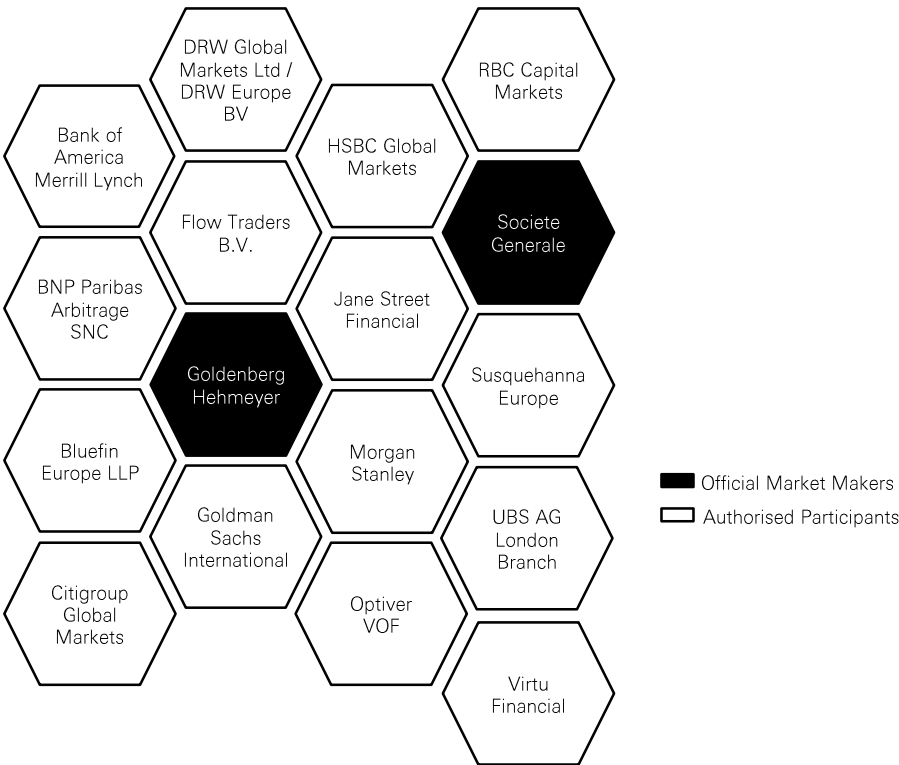 Bank of
America
Merrill Lynch
BNP Paribas
Arbitrage
SNC
Bluefin
Europe LLP
Citigroup
Global
Markets
DRW Global
Markets Ltd /
DRW Europe
BV
Flow Traders
B.V.
Goldenberg
Hehmeyer
Goldman
Sachs
International
HSBC Global
Markets
Jane Street
Financial
Morgan
Stanley
Optiver
VOF
RBC Capital
Markets
Societe
Generale
Susquehanna
Europe
UBS AG
London
Branch
Virtu
Financial
Official Market Makers
Authorised Participants